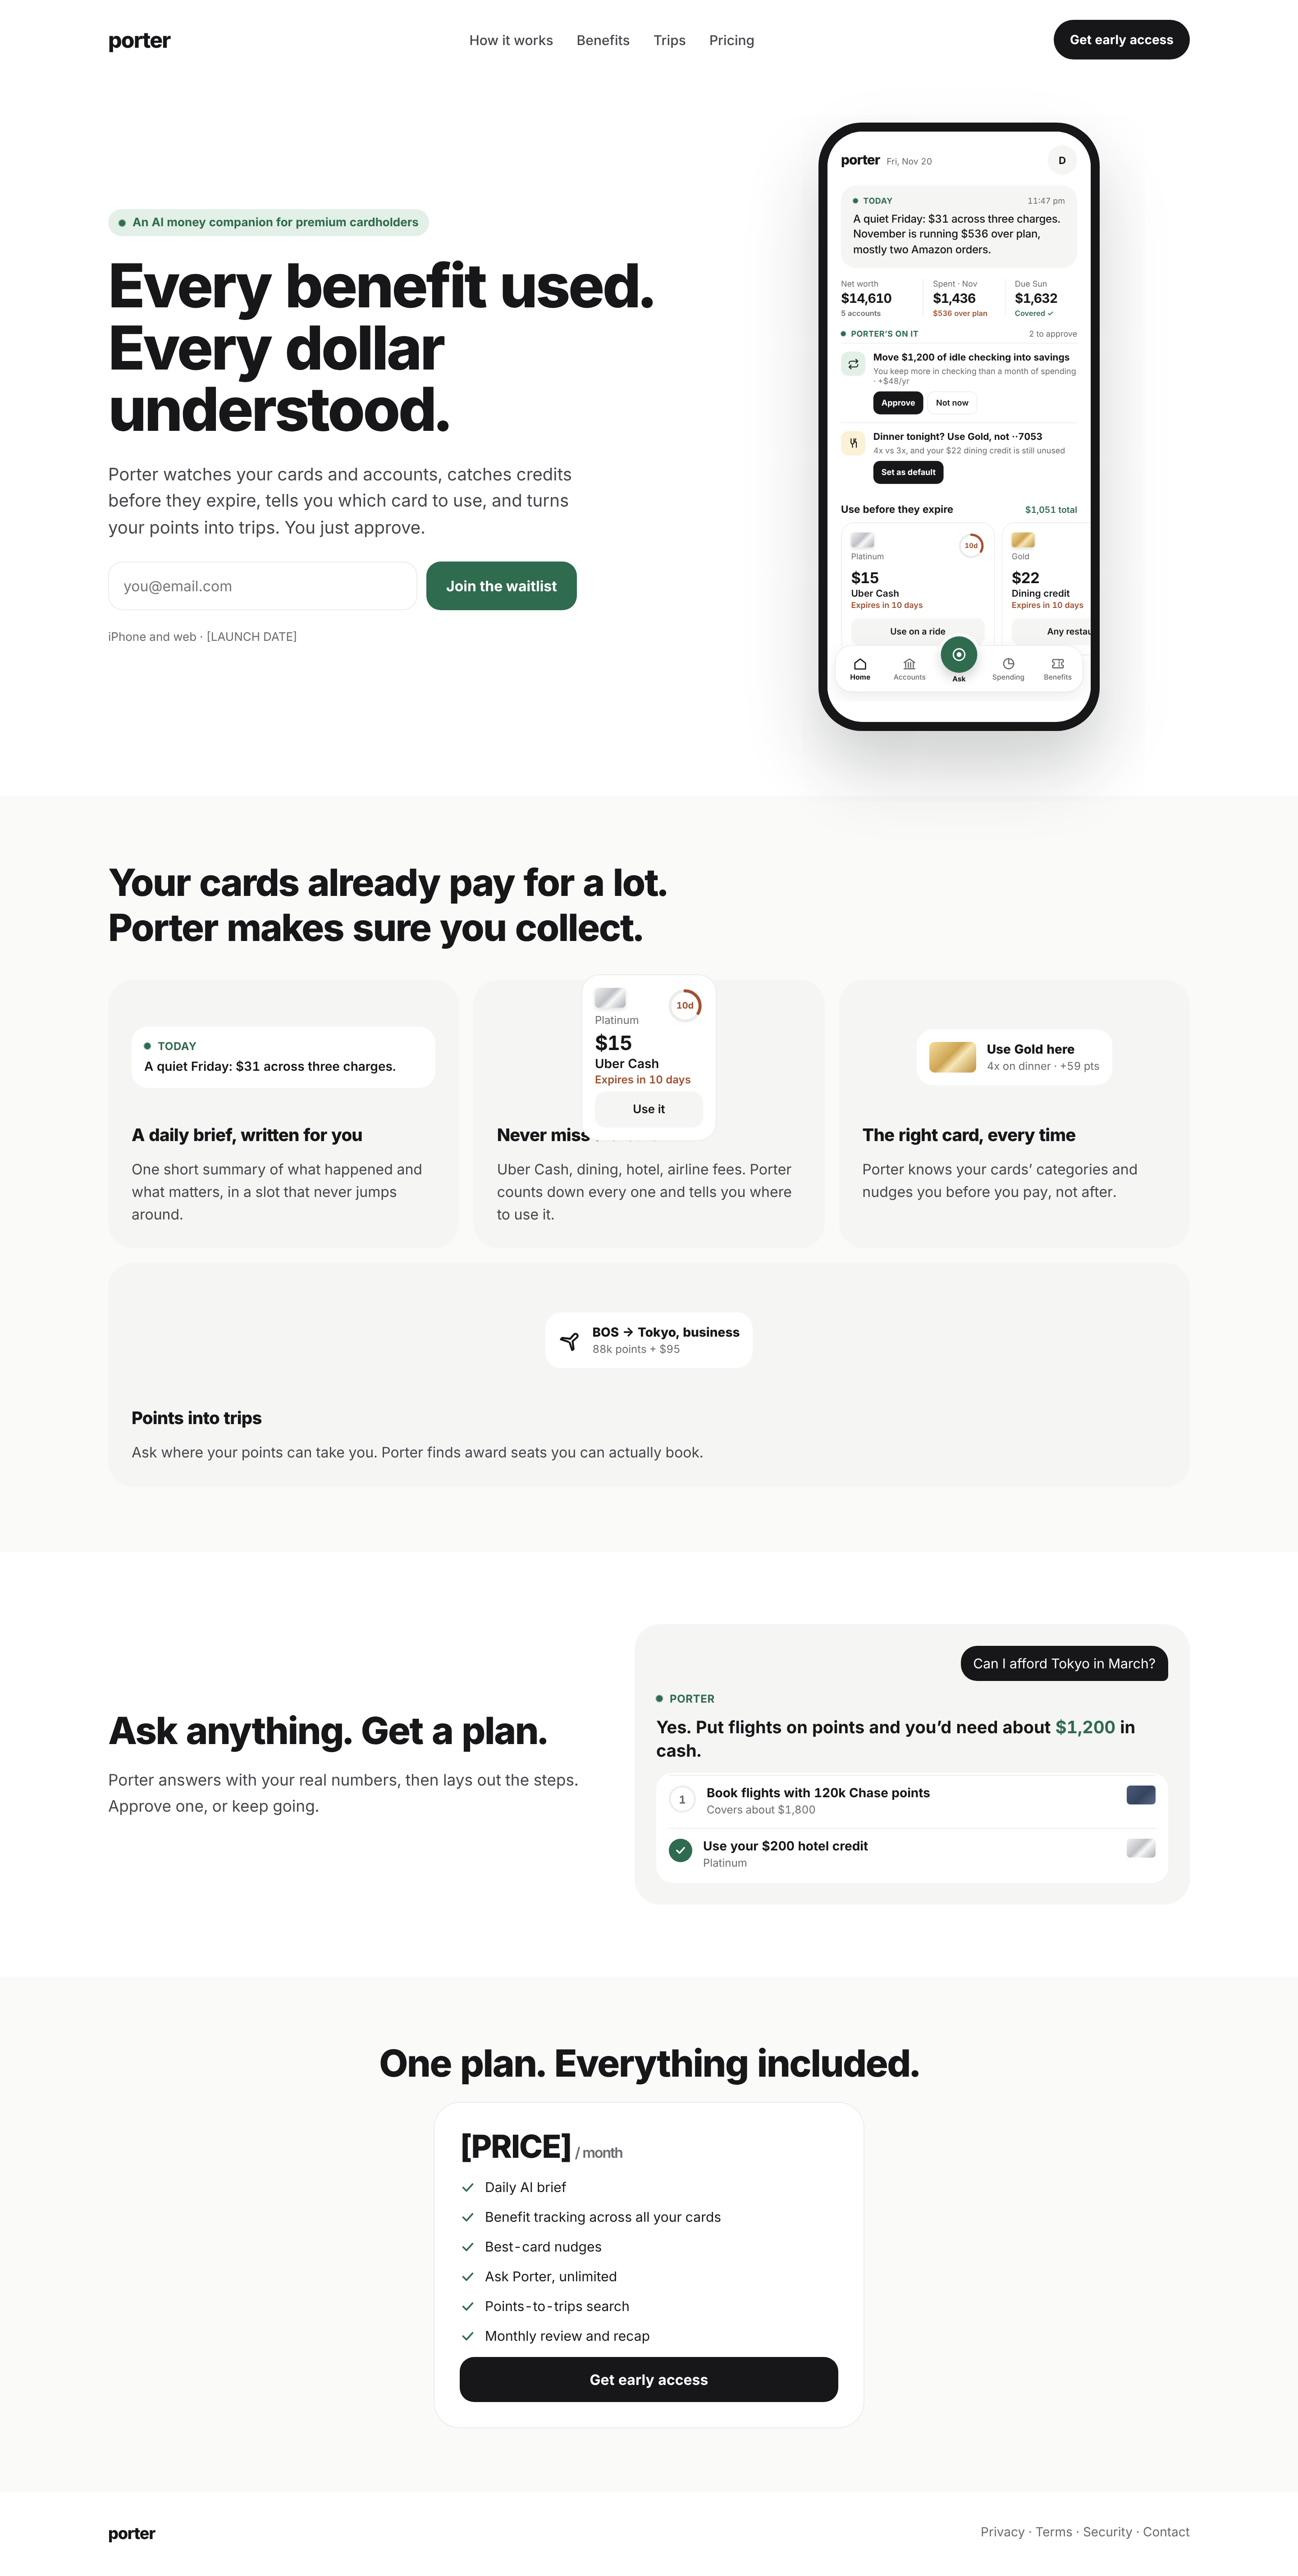 porter
How it works
Benefits
Trips
Pricing
Get early access
An AI money companion for premium cardholders
Every benefit used.
Every dollar
understood.
Porter watches your cards and accounts, catches credits
before they expire, tells you which card to use, and turns
your points into trips. You just approve.
you@email.com
Join the waitlist
iPhone and web · [LAUNCH DATE]
porter Fri, Nov 20
D
TODAY
11:47 pm
A quiet Friday: $31 across three charges.
November is running $536 over plan,
mostly two Amazon orders.
Net worth
$14,610
5 accounts
Spent · Nov
$1,436
$536 over plan
Due Sun
$1,632
Covered ✓
PORTER'S ON IT
2 to approve
Move $1,200 of idle checking into savings
You keep more in checking than a month of spending
· +$48/yr
Approve
Not now
Dinner tonight? Use Gold, not ··7053
4x vs 3x, and your $22 dining credit is still unused
Set as default
Use before they expire
$1,051 total
10d
Platinum
$15
Uber Cash
Expires in 10 days
Use on a ride
Gold
$22
Dining credit
Expires in 10 days
Any restau
Home
Accounts
Ask
Spending
Benefits
Your cards already pay for a lot.
Porter makes sure you collect.
TODAY
A quiet Friday: $31 across three charges.
A daily brief, written for you
One short summary of what happened and
what matters, in a slot that never jumps
around.
10d
Platinum
$15
Uber Cash
Expires in 10 days
Use it
Never miss
Uber Cash, dining, hotel, airline fees. Porter
counts down every one and tells you where
to use it.
Use Gold here
4x on dinner · +59 pts
The right card, every time
Porter knows your cards’ categories and
nudges you before you pay, not after.
BOS → Tokyo, business
88k points + $95
Points into trips
Ask where your points can take you. Porter finds award seats you can actually book.
Ask anything. Get a plan.
Porter answers with your real numbers, then lays out the steps.
Approve one, or keep going.
Can I afford Tokyo in March?
PORTER
Yes. Put flights on points and you’d need about $1,200 in
cash.
1
Book flights with 120k Chase points
Covers about $1,800
Use your $200 hotel credit
Platinum
One plan. Everything included.
[PRICE] / month
Daily AI brief
Benefit tracking across all your cards
Best-card nudges
Ask Porter, unlimited
Points-to-trips search
Monthly review and recap
Get early access
porter
Privacy · Terms · Security · Contact